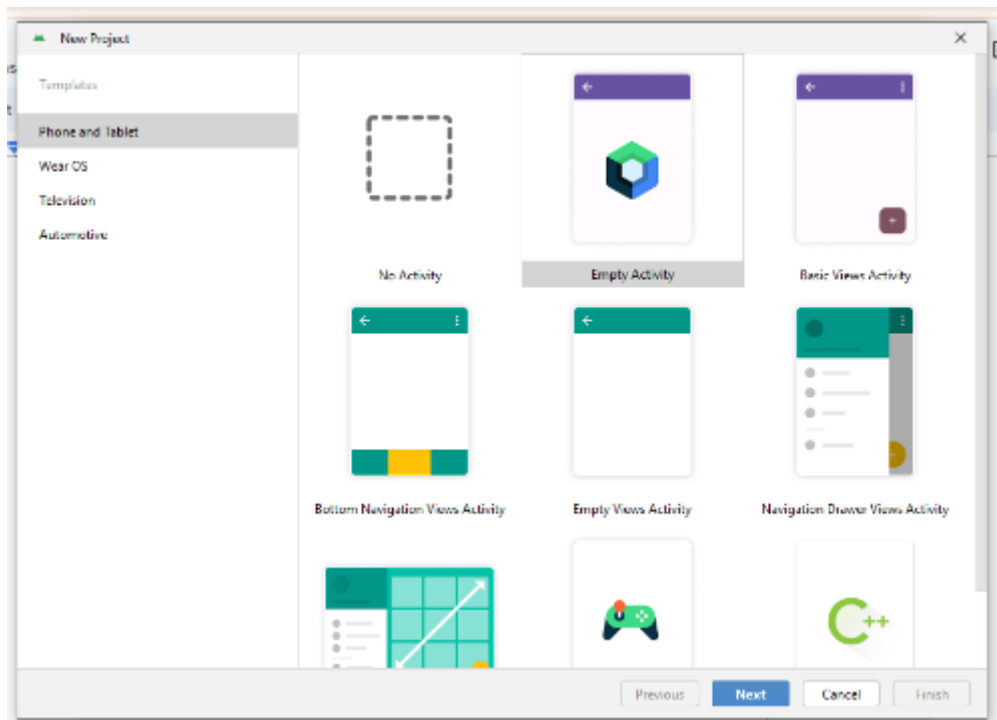 New Project
Templates
Phone and Tablet
Wear OS
Television
Automotive
No Activity
Empty Activity
Basic Views Activity
Bottom Navigation Views Activity
Empty Views Activity
Navigation Drawer Views Activity
C++
Previous
Next
Cancel
Finish